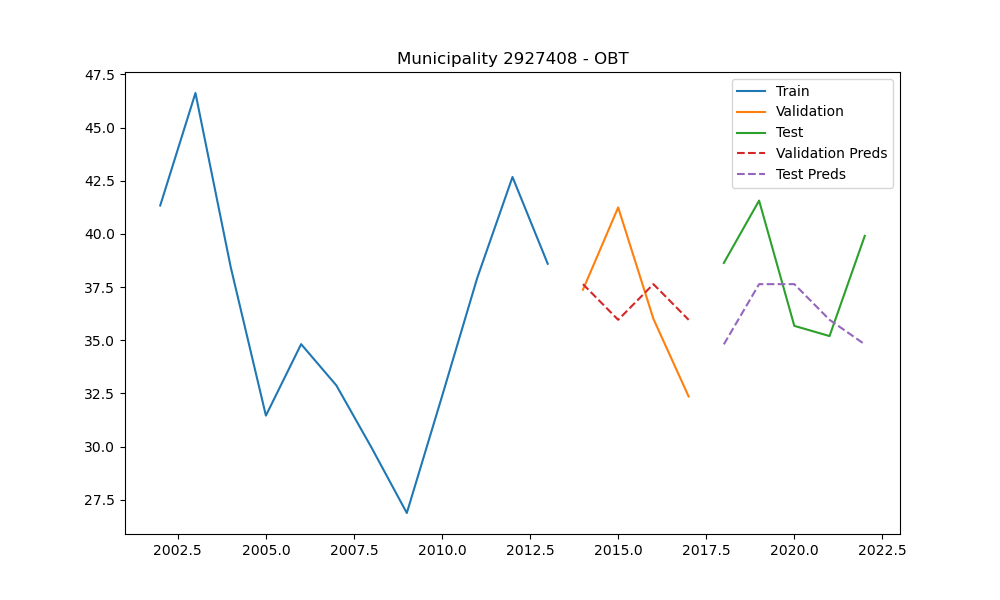 Municipality 2927408 - OBT
47.5
45.0
42.5
40.0
37.5
35.0
32.5
30.0
27.5
Train
Validation
Test
Validation Preds
Test Preds
2002.5 2005.0 2007.5 2010.0 2012.5 2015.0 2017.5 2020.0 2022.5